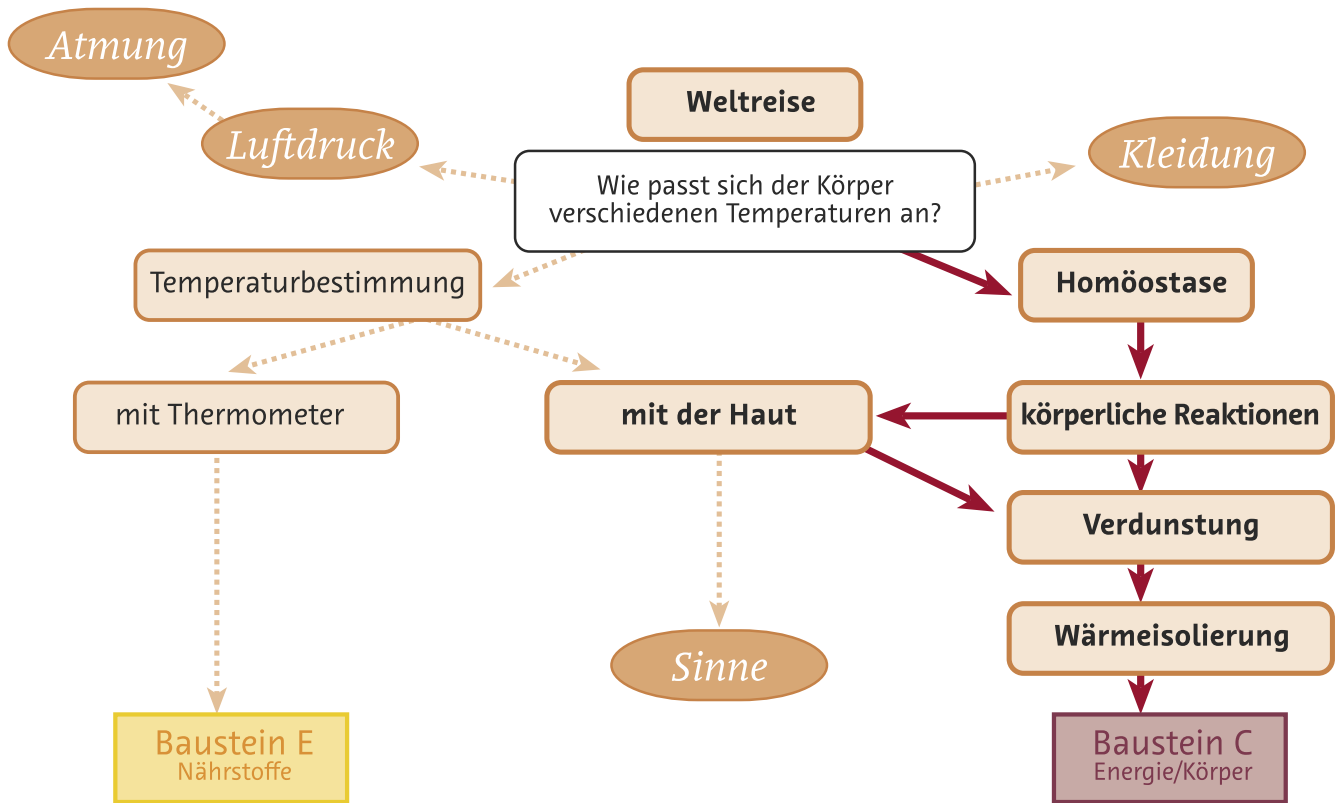 Atmung
Weltreise
Luftdruck
Kleidung
Wie passt sich der Körper
verschiedenen Temperaturen an?
Temperaturbestimmung
Homöostase
mit Thermometer
mit der Haut
körperliche Reaktionen
Verdunstung
Wärmeisolierung
Sinne
Baustein E
Nährstoffe
Baustein C
Energie/Körper